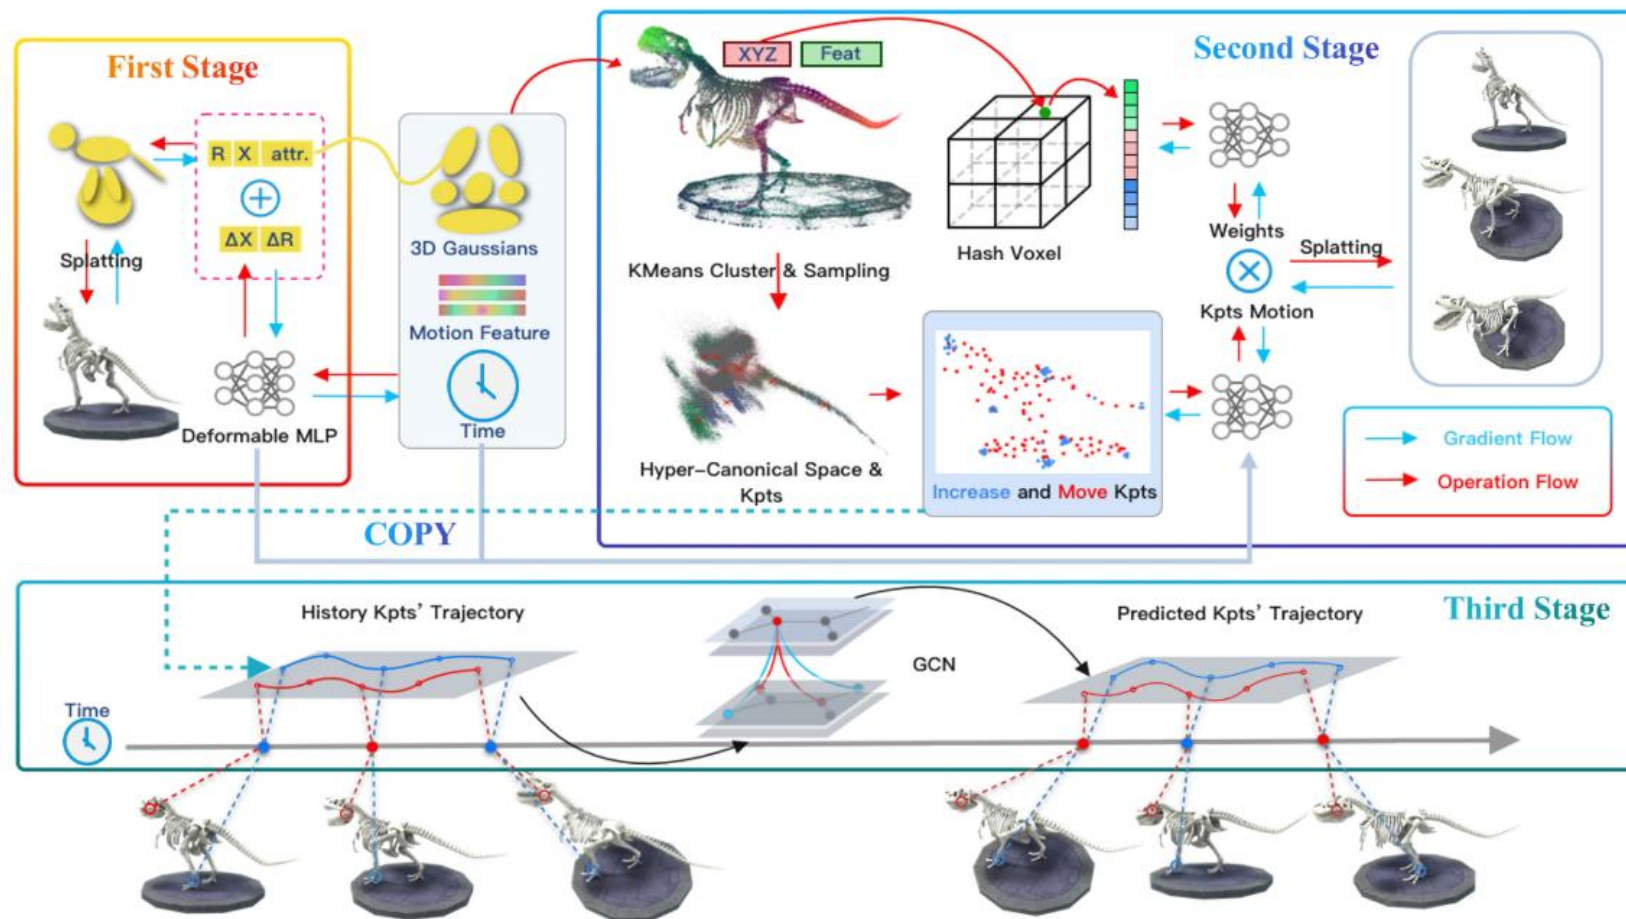 First Stage
R X attr.
ΔX ΔR
Splatting
Deformable MLP
3D Gaussians
Motion Feature
Time
XYZ
Feat
Second Stage
KMeans Cluster & Sampling
Hash Voxel
Weights
Splatting
Kpts Motion
Hyper-Canonical Space &
Kpts
Increase and Move Kpts
Gradient Flow
Operation Flow
COPY
History Kpts' Trajectory
GCN
Predicted Kpts' Trajectory
Third Stage
Time